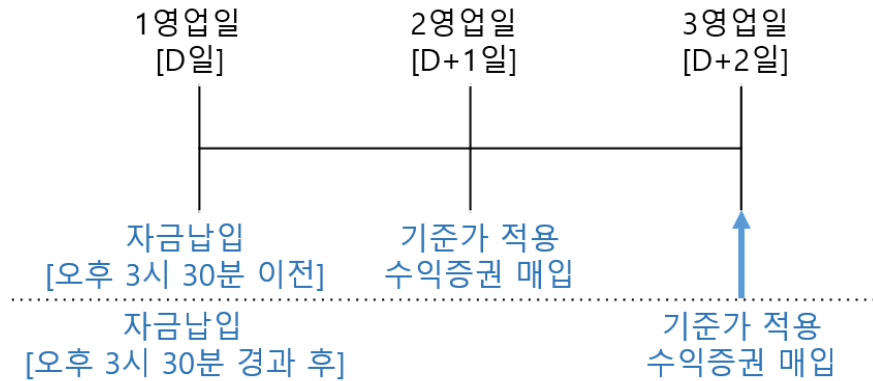 1영업일 2영업일 3영업일
[D일] [D+1일] [D+2일]
자금납입 기준가 적용
[오후 3시 30분 이전] 수익증권 매입
자금납입 기준가 적용
[오후 3시 30분 경과 후] 수익증권 매입